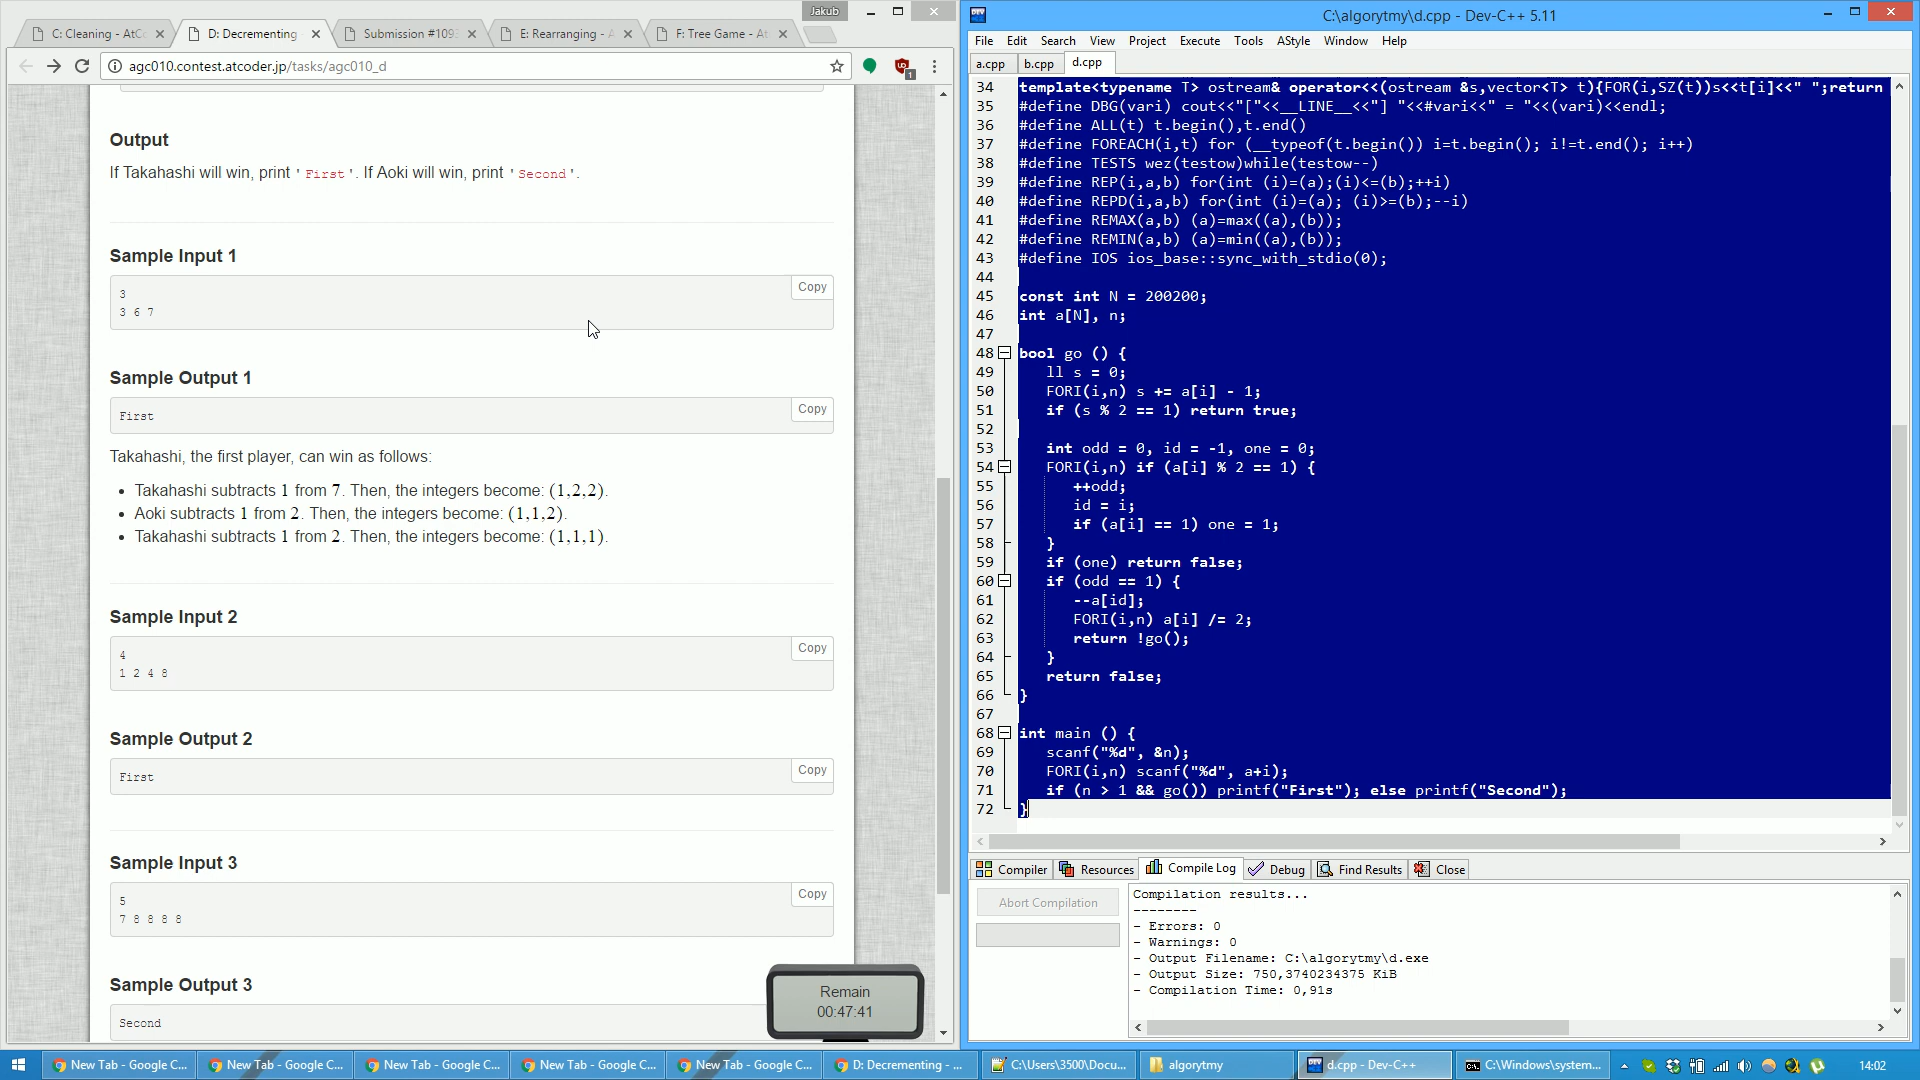 Jakub
C: Cleaning - AtCo
D: Decrementing
Submission #109
E: Rearranging - A
F: Tree Game - At
agc010.contest.atcoder.jp/tasks/agc010_d
1
Output
If Takahashi will win, print ' First '. If Aoki will win, print ' Second '.
Sample Input 1
Copy
3
3 6 7
Sample Output 1
Copy
First
Takahashi, the first player, can win as follows:
• Takahashi subtracts 1 from 7. Then, the integers become: (1,2,2).
• Aoki subtracts 1 from 2. Then, the integers become: (1,1,2).
• Takahashi subtracts 1 from 2. Then, the integers become: (1,1,1).
Sample Input 2
Copy
4
1 2 4 8
Sample Output 2
Copy
First
Sample Input 3
Copy
5
7 8 8 8 8
Sample Output 3
Second
Remain
00:47:41
C:\algorytmy\d.cpp - Dev-C++ 5.11
File Edit Search View Project Execute Tools AStyle Window Help
a.cpp b.cpp d.cpp
34 template<typename T> ostream& operator<<(ostream &s,vector<T> t){FOR(i,SZ(t))s<<t[i]<<" ";return
35 #define DBG(vari) cout<<"["<<__LINE__<<"] "<<#vari<<" = "<<(vari)<<endl;
36 #define ALL(t) t.begin(),t.end()
37 #define FOREACH(i,t) for (__typeof(t.begin()) i=t.begin(); i!=t.end(); i++)
38 #define TESTS wez(testow)while(testow--)
39 #define REP(i,a,b) for(int (i)=(a);(i)<=(b);++i)
40 #define REPD(i,a,b) for(int (i)=(a); (i)>=(b);--i)
41 #define REMAX(a,b) (a)=max((a),(b));
42 #define REMIN(a,b) (a)=min((a),(b));
43 #define IOS ios_base::sync_with_stdio(0);
44
45 const int N = 200200;
46 int a[N], n;
47
48 bool go () {
49 ll s = 0;
50 FORI(i,n) s += a[i] - 1;
51 if (s % 2 == 1) return true;
52
53 int odd = 0, id = -1, one = 0;
54 FORI(i,n) if (a[i] % 2 == 1) {
55 ++odd;
56 id = i;
57 if (a[i] == 1) one = 1;
58 }
59 if (one) return false;
60 if (odd == 1) {
61 --a[id];
62 FORI(i,n) a[i] /= 2;
63 return !go();
64 }
65 return false;
66 }
67
68 int main () {
69 scanf("%d", &n);
70 FORI(i,n) scanf("%d", a+i);
71 if (n > 1 && go()) printf("First"); else printf("Second");
72 }
Compiler Resources Compile Log Debug Find Results Close
Abort Compilation
Compilation results...
--------
- Errors: 0
- Warnings: 0
- Output Filename: C:\algorytmy\d.exe
- Output Size: 750,3740234375 KiB
- Compilation Time: 0,91s
New Tab - Google C...
New Tab - Google C...
New Tab - Google C...
New Tab - Google C...
New Tab - Google C...
D: Decrementing - ...
C:\Users\3500\Docu...
algorytmy
d.cpp - Dev-C++
C:\Windows\system...
14:02